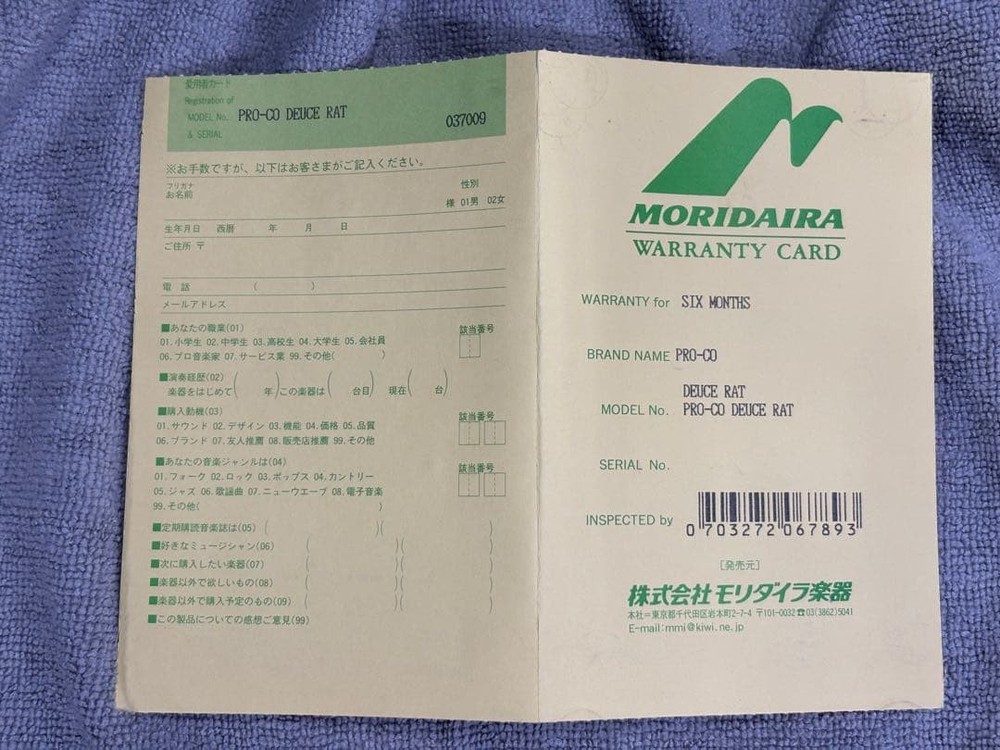 愛用者カード
Registration of
MODEL No. PRO-CO DEUCE RAT
& SERIAL
037009
※お手数ですが、以下はお客さまがご記入ください。
フリガナ
お名前
性別
様 01男 02女
生年月日 西暦 年 月 日
ご住所 〒
電話 ( )
メールアドレス
■あなたの職業(01)
該当番号
01.小学生 02.中学生 03.高校生 04.大学生 05.会社員
06.プロ音楽家 07.サービス業 99.その他( )
■演奏経歴(02)
楽器をはじめて( 年)この楽器は( 台目) 現在( 台)
■購入動機(03)
該当番号
01.サウンド 02.デザイン 03.機能 04.価格 05.品質
06.ブランド 07.友人推薦 08.販売店推薦 99.その他
■あなたの音楽ジャンルは(04)
該当番号
01.フォーク 02.ロック 03.ポップス 04.カントリー
05.ジャズ 06.歌謡曲 07.ニューウエーブ 08.電子音楽
99.その他( )
■定期購読音楽誌は(05) ( )( )
■好きなミュージシャン(06) ( )( )
■次に購入したい楽器(07) ( )( )
■楽器以外で欲しいもの(08) ( )( )
■楽器以外で購入予定のもの(09) ( )( )
■この製品についての感想ご意見(99)
MORIDAIRA
WARRANTY CARD
WARRANTY for SIX MONTHS
BRAND NAME PRO-CO
DEUCE RAT
MODEL No. PRO-CO DEUCE RAT
SERIAL No.
INSPECTED by
0 703272 067893
[発売元]
株式会社モリダイラ楽器
本社=東京都千代田区岩本町2-7-4 〒101-0032 ☎03(3862)5041
E-mail:mmi@kiwi.ne.jp